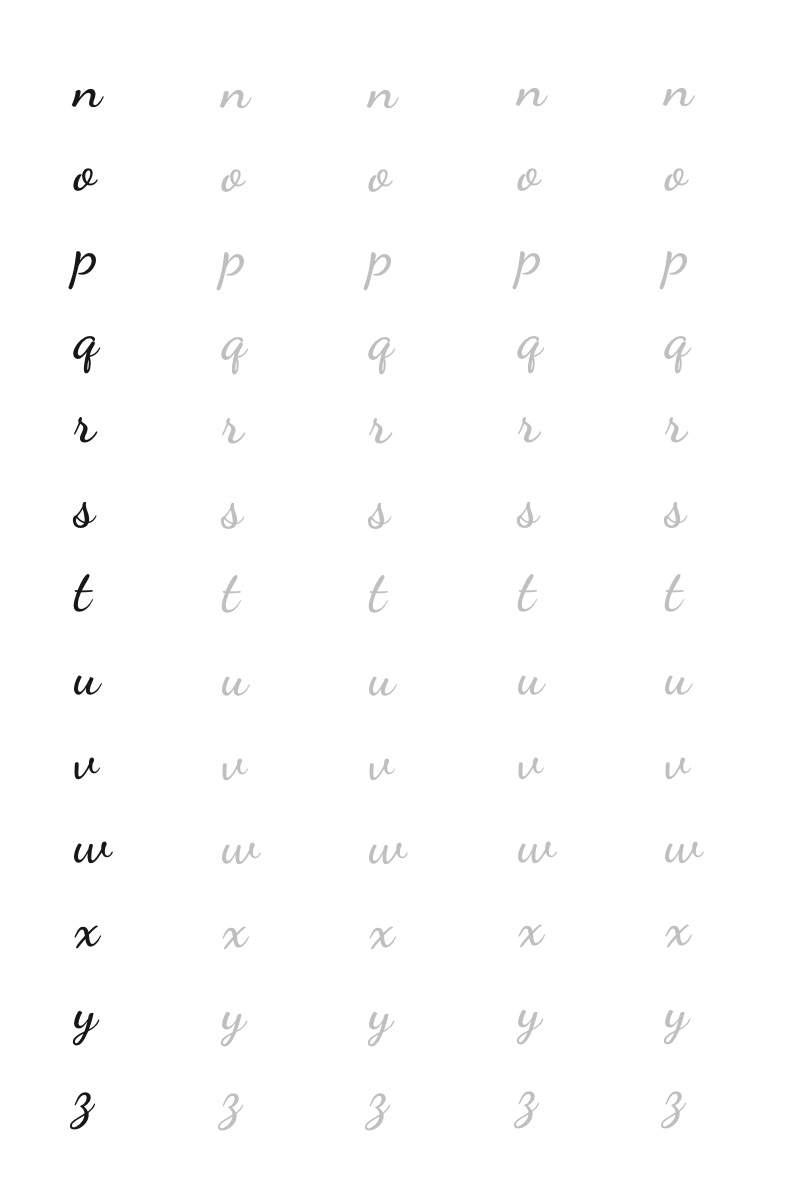 n n n n n
o o o o o
p p p p p
q q q q q
r r r r r
s s s s s
t t t t t
u u u u u
v v v v v
w w w w w
x x x x x
y y y y y
z z z z z